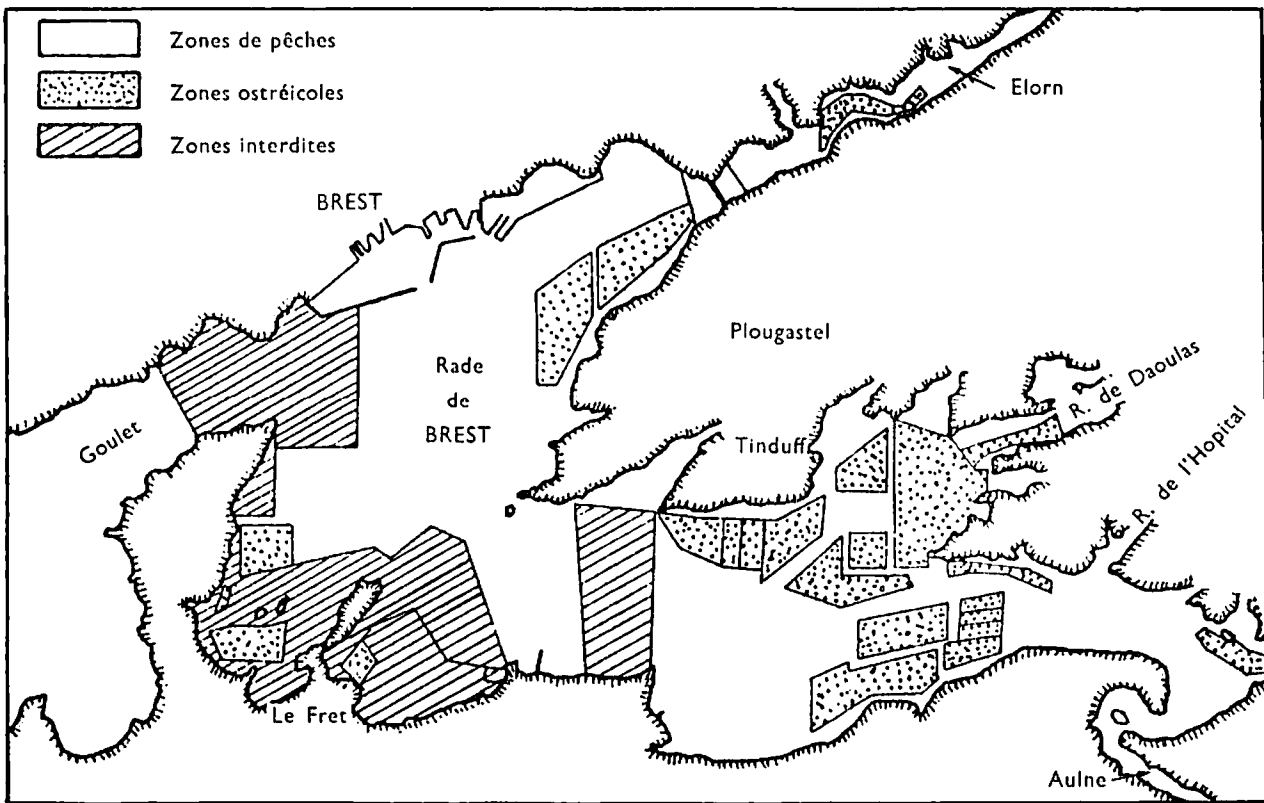 Zones de pêches
Zones ostréicoles
Zones interdites
Elorn
BREST
Plougastel
Rade
de
BREST
Goulet
Tinduff
R. de Daoulas
R. de l'Hopital
Le Fret
Aulne